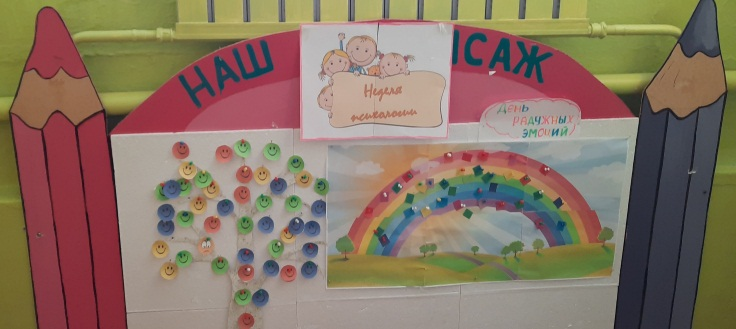 НАШ
Неделя
психологии
ДЕНЬ
РАДУЖНЫХ
ЭМОЦИЙ